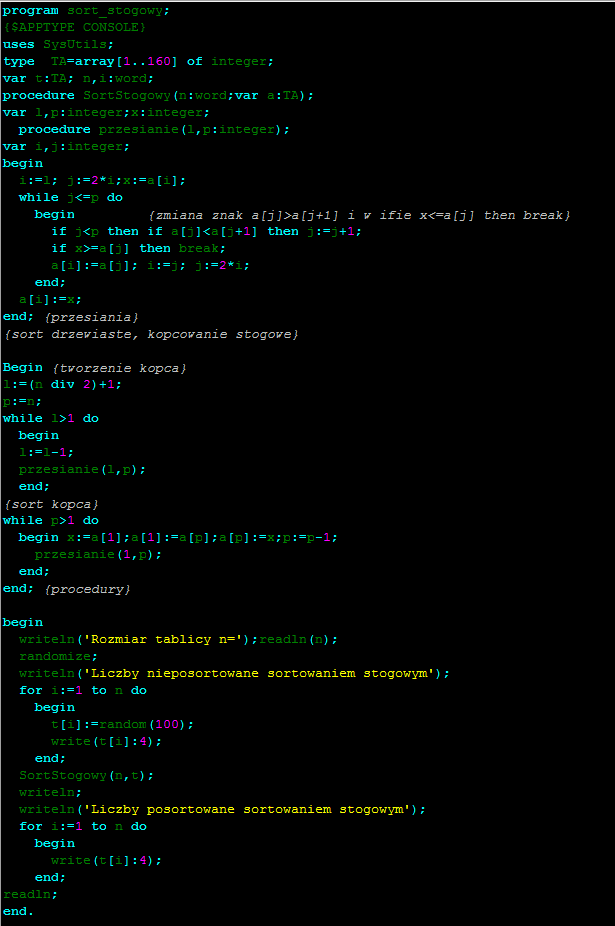 program sort_stogowy;
{$APPTYPE CONSOLE}
uses SysUtils;
type  TA=array[1..160] of integer;
var t:TA; n,i:word;
procedure SortStogowy(n:word;var a:TA);
var l,p:integer;x:integer;
  procedure przesianie(l,p:integer);
var i,j:integer;
begin
  i:=l; j:=2*i;x:=a[i];
  while j<=p do
    begin         {zmiana znak a[j]>a[j+1] i w ifie x<=a[j] then break}
      if j<p then if a[j]<a[j+1] then j:=j+1;
      if x>=a[j] then break;
      a[i]:=a[j]; i:=j; j:=2*i;
    end;
  a[i]:=x;
end; {przesiania}
{sort drzewiaste, kopcowanie stogowe}

Begin {tworzenie kopca}
l:=(n div 2)+1;
p:=n;
while l>1 do
  begin
  l:=l-1;
  przesianie(l,p);
  end;
{sort kopca}
while p>1 do
  begin x:=a[1];a[1]:=a[p];a[p]:=x;p:=p-1;
    przesianie(1,p);
  end;
end; {procedury}

begin
  writeln('Rozmiar tablicy n=');readln(n);
  randomize;
  writeln('Liczby nieposortowane sortowaniem stogowym');
  for i:=1 to n do
    begin
      t[i]:=random(100);
      write(t[i]:4);
    end;
  SortStogowy(n,t);
  writeln;
  writeln('Liczby posortowane sortowaniem stogowym');
  for i:=1 to n do
    begin
      write(t[i]:4);
    end;
readln;
end.